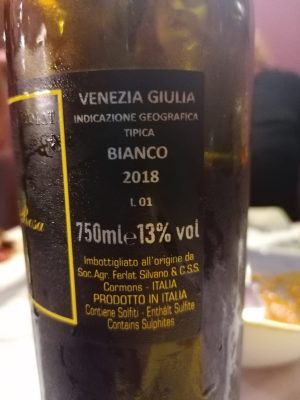 VENEZIA GIULIA
INDICAZIONE GEOGRAFICA
TIPICA
BIANCO
2018
L 01
750ml e 13% vol
Imbottigliato all'origine da
Soc.Agr. Ferlat Silvano & C.S.S.
Cormons - ITALIA
PRODOTTO IN ITALIA
Contiene Solfiti - Enthält Sulfite
Contains Sulphites